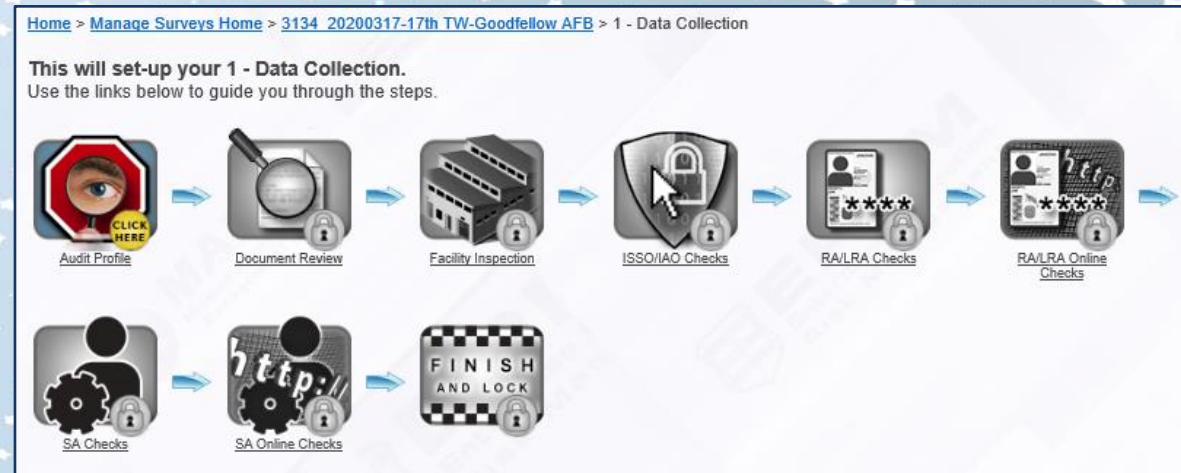 Home > Manage Surveys Home > 3134_20200317-17th TW-Goodfellow AFB > 1 - Data Collection
This will set-up your 1 - Data Collection.
Use the links below to guide you through the steps.
CLICK
HERE
http:
****
****
Audit Profile
Document Review
Facility Inspection
ISSO/IAO Checks
RA/LRA Checks
RA/LRA Online
Checks
http://
FINISH
AND LOCK
SA Checks
SA Online Checks